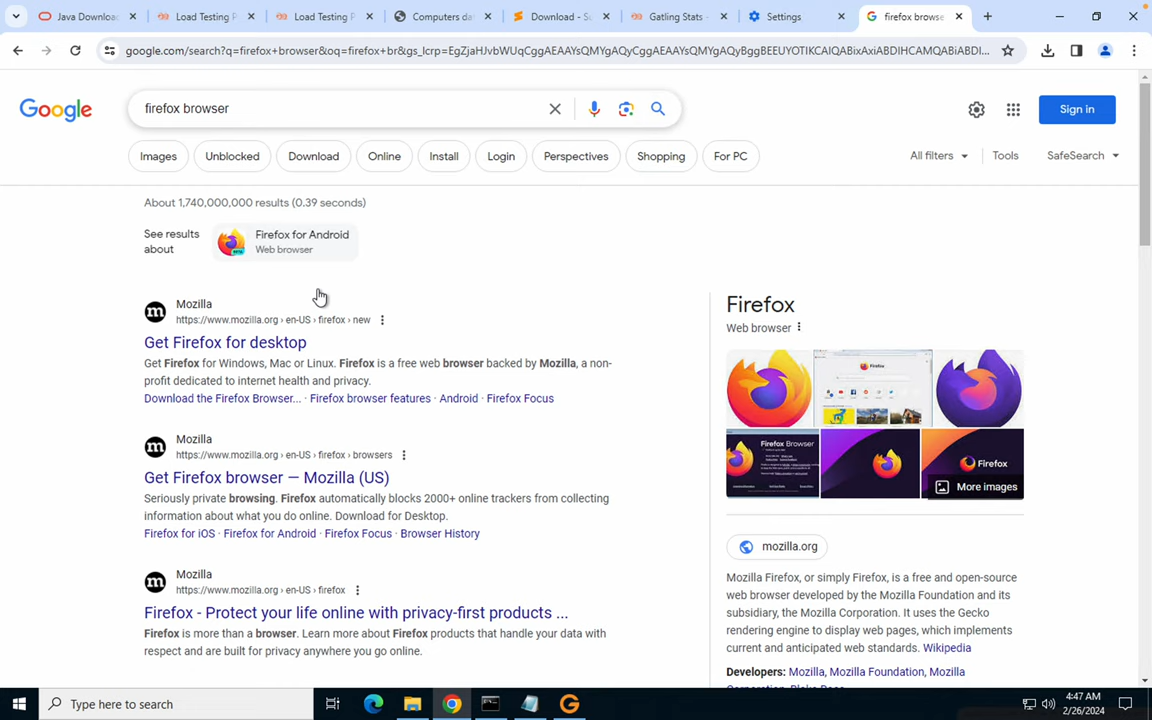 Java Downloa
Load Testing P
Load Testing P
Computers da
Download - S
Gatling Stats -
Settings
firefox browse
google.com/search?q=firefox+browser&oq=firefox+br&gs_lcrp=EgZjaHJvbWUqCggAEAAYsQMYgAQyCggAEAAYsQMYgAQyBggBEEUYOTIKCAIQABixAxiABDIHCAMQABiABDI...
Google
firefox browser
Sign in
Images
Unblocked
Download
Online
Install
Login
Perspectives
Shopping
For PC
All filters
Tools
SafeSearch
About 1,740,000,000 results (0.39 seconds)
See results about
Firefox for Android
Web browser
Mozilla
https://www.mozilla.org › en-US › firefox › new
Get Firefox for desktop
Get Firefox for Windows, Mac or Linux. Firefox is a free web browser backed by Mozilla, a non-
profit dedicated to internet health and privacy.
Download the Firefox Browser... · Firefox browser features · Android · Firefox Focus
Mozilla
https://www.mozilla.org › en-US › firefox › browsers
Get Firefox browser — Mozilla (US)
Seriously private browsing. Firefox automatically blocks 2000+ online trackers from collecting
information about what you do online. Download for Desktop.
Firefox for iOS · Firefox for Android · Firefox Focus · Browser History
Mozilla
https://www.mozilla.org › en-US › firefox
Firefox - Protect your life online with privacy-first products ...
Firefox is more than a browser. Learn more about Firefox products that handle your data with
respect and are built for privacy anywhere you go online.
Firefox
Web browser
Firefox Browser
Firefox
More images
mozilla.org
Mozilla Firefox, or simply Firefox, is a free and open-source
web browser developed by the Mozilla Foundation and its
subsidiary, the Mozilla Corporation. It uses the Gecko
rendering engine to display web pages, which implements
current and anticipated web standards. Wikipedia
Developers: Mozilla, Mozilla Foundation, Mozilla
Type here to search
4:47 AM
2/26/2024